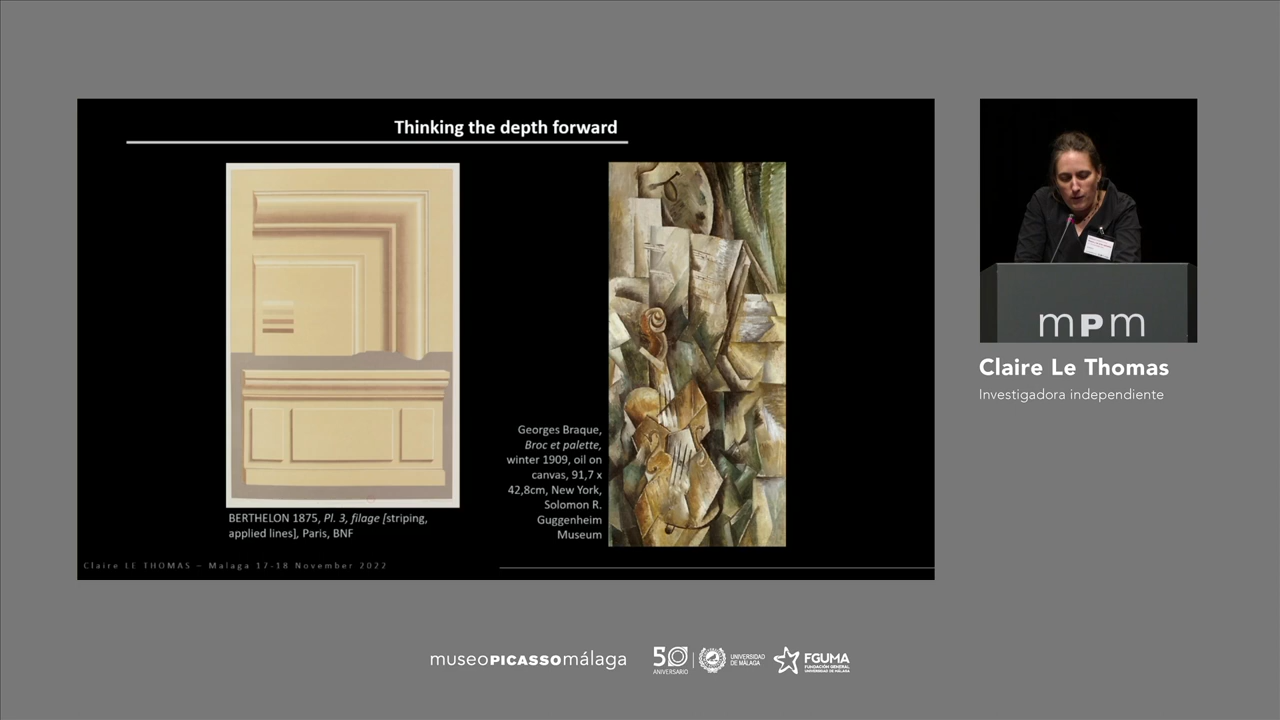 Thinking the depth forward
BERTHELON 1875, Pl. 3, filage [striping,
applied lines], Paris, BNF
Georges Braque,
Broc et palette,
winter 1909, oil on
canvas, 91,7 x
42,8cm, New York,
Solomon R.
Guggenheim
Museum
Claire LE THOMAS – Malaga 17-18 November 2022
mPm
Claire Le Thomas
Investigadora independiente
museoPICASSOmálaga
50
ANIVERSARIO
UNIVERSIDAD
DE MÁLAGA
FGUMA
FUNDACIÓN GENERAL
UNIVERSIDAD DE MÁLAGA